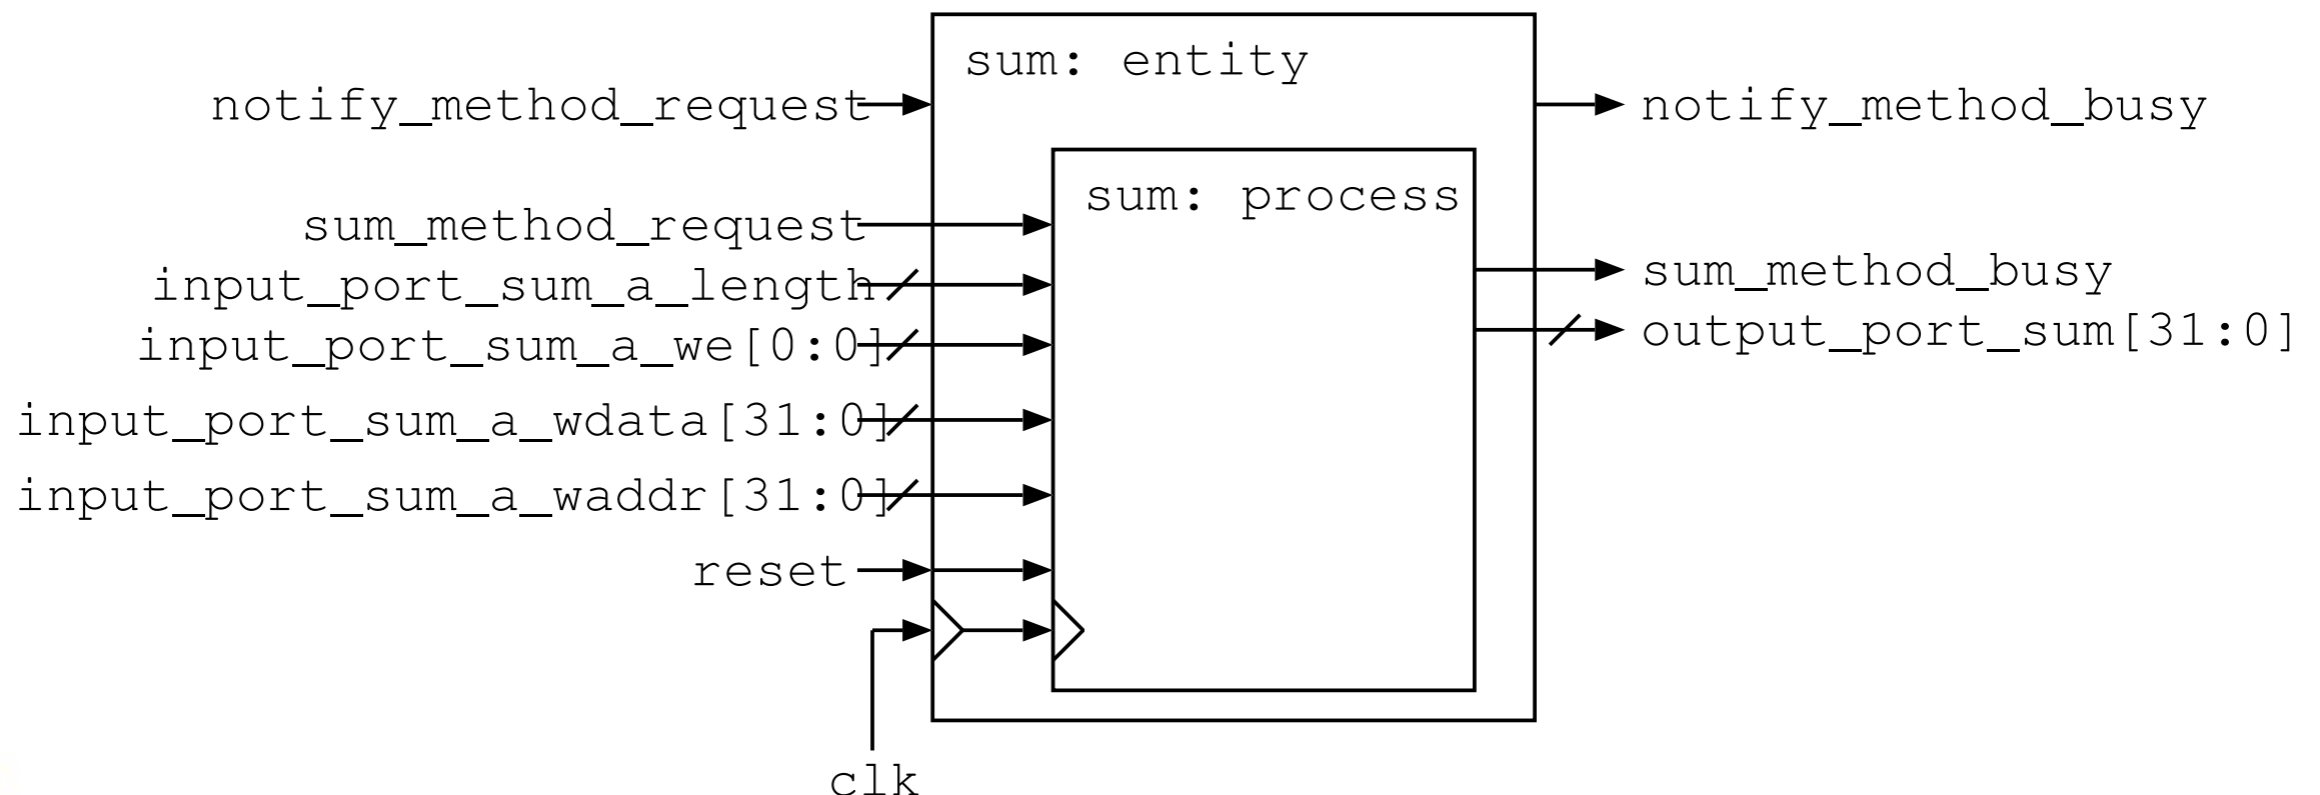 sum: entity
notify_method_request
notify_method_busy
sum: process
sum_method_request
sum_method_busy
input_port_sum_a_length
output_port_sum[31:0]
input_port_sum_a_we[0:0]
input_port_sum_a_wdata[31:0]
input_port_sum_a_waddr[31:0]
reset
clk